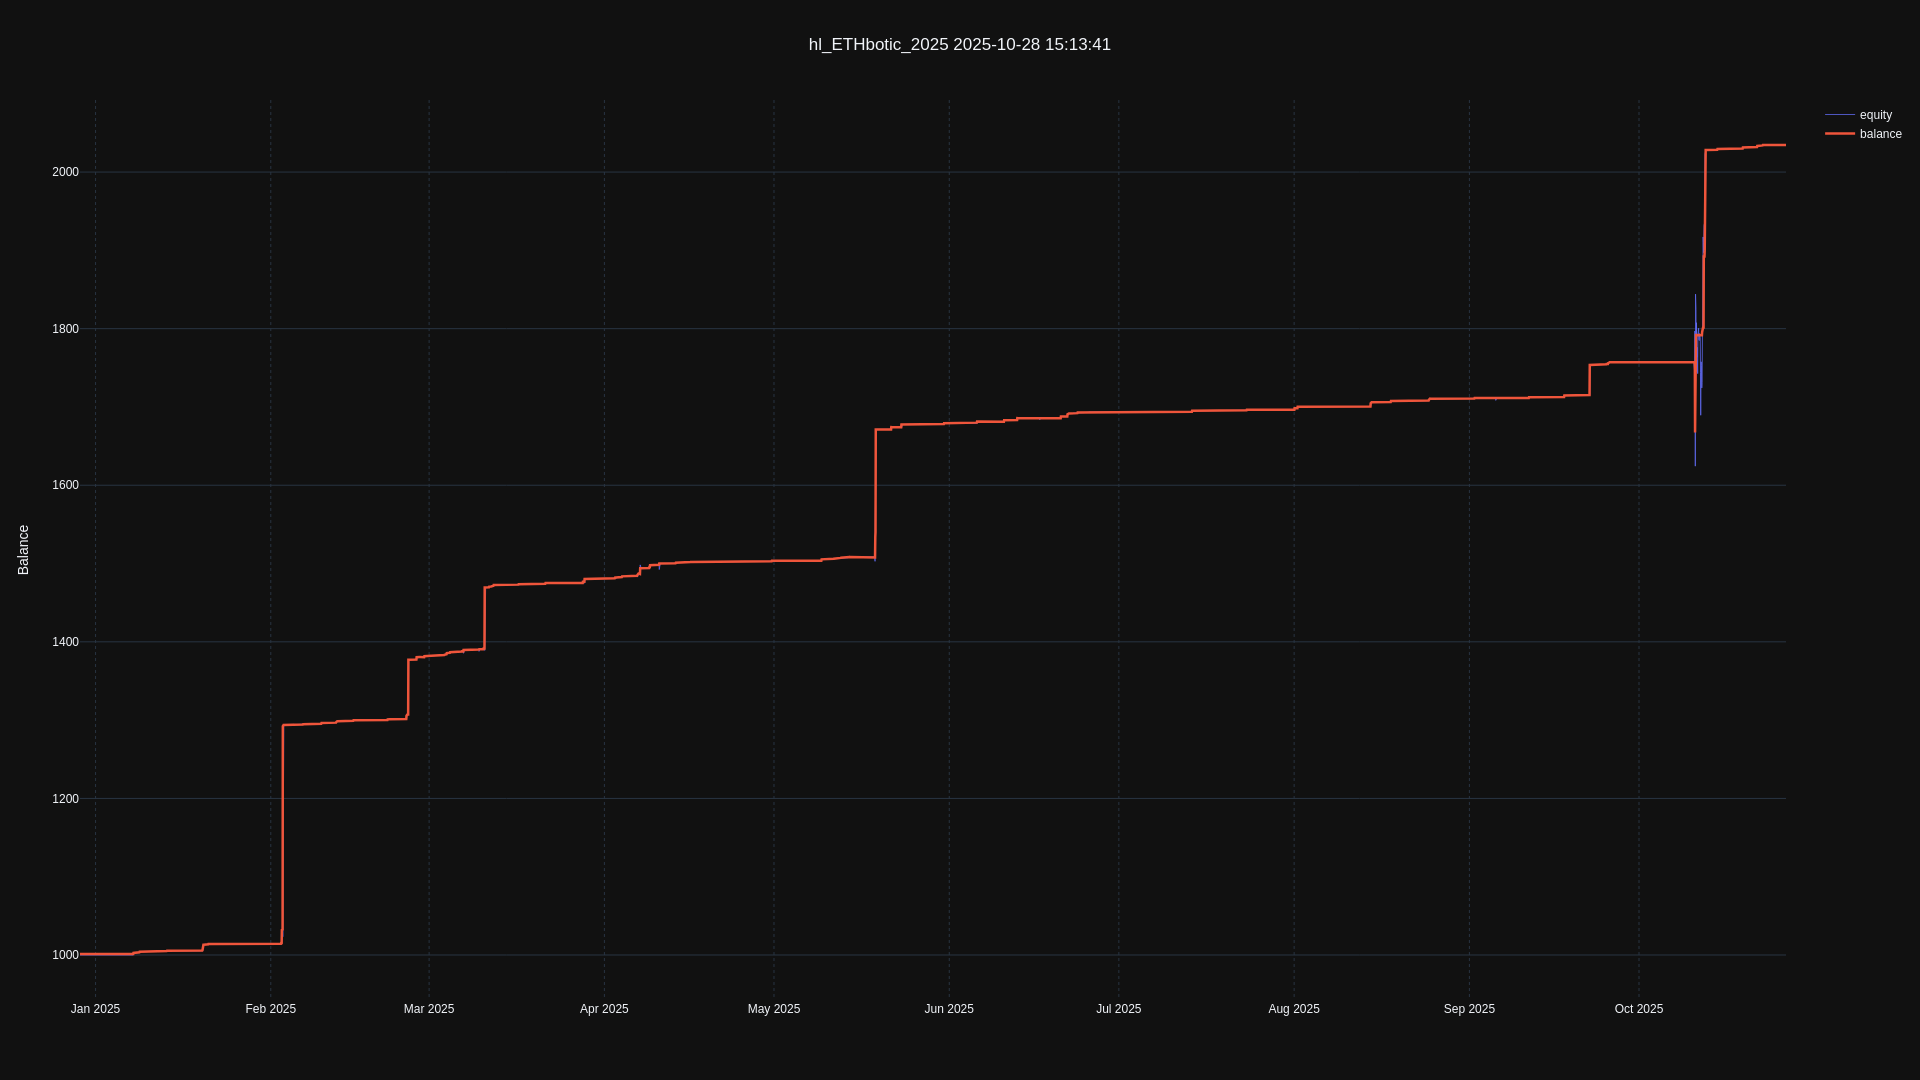 hl_ETHbotic_2025 2025-10-28 15:13:41
equity
balance
Balance
2000
1800
1600
1400
1200
1000
Jan 2025
Feb 2025
Mar 2025
Apr 2025
May 2025
Jun 2025
Jul 2025
Aug 2025
Sep 2025
Oct 2025